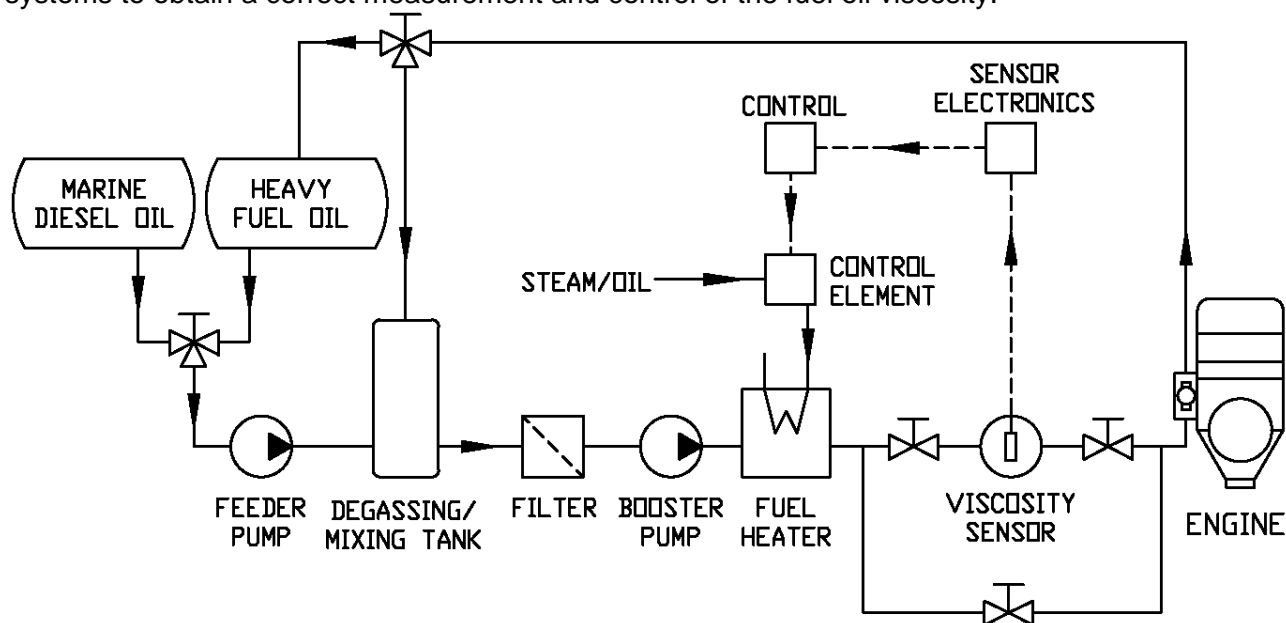 systems to obtain a correct measurement and control of the fuel oil viscosity.
SENSOR
ELECTRONICS
CONTROL
MARINE
DIESEL OIL
HEAVY
FUEL OIL
STEAM/OIL
CONTROL
ELEMENT
FEEDER
PUMP
DEGASSING/
MIXING TANK
FILTER
BOOSTER
PUMP
FUEL
HEATER
VISCOSITY
SENSOR
ENGINE